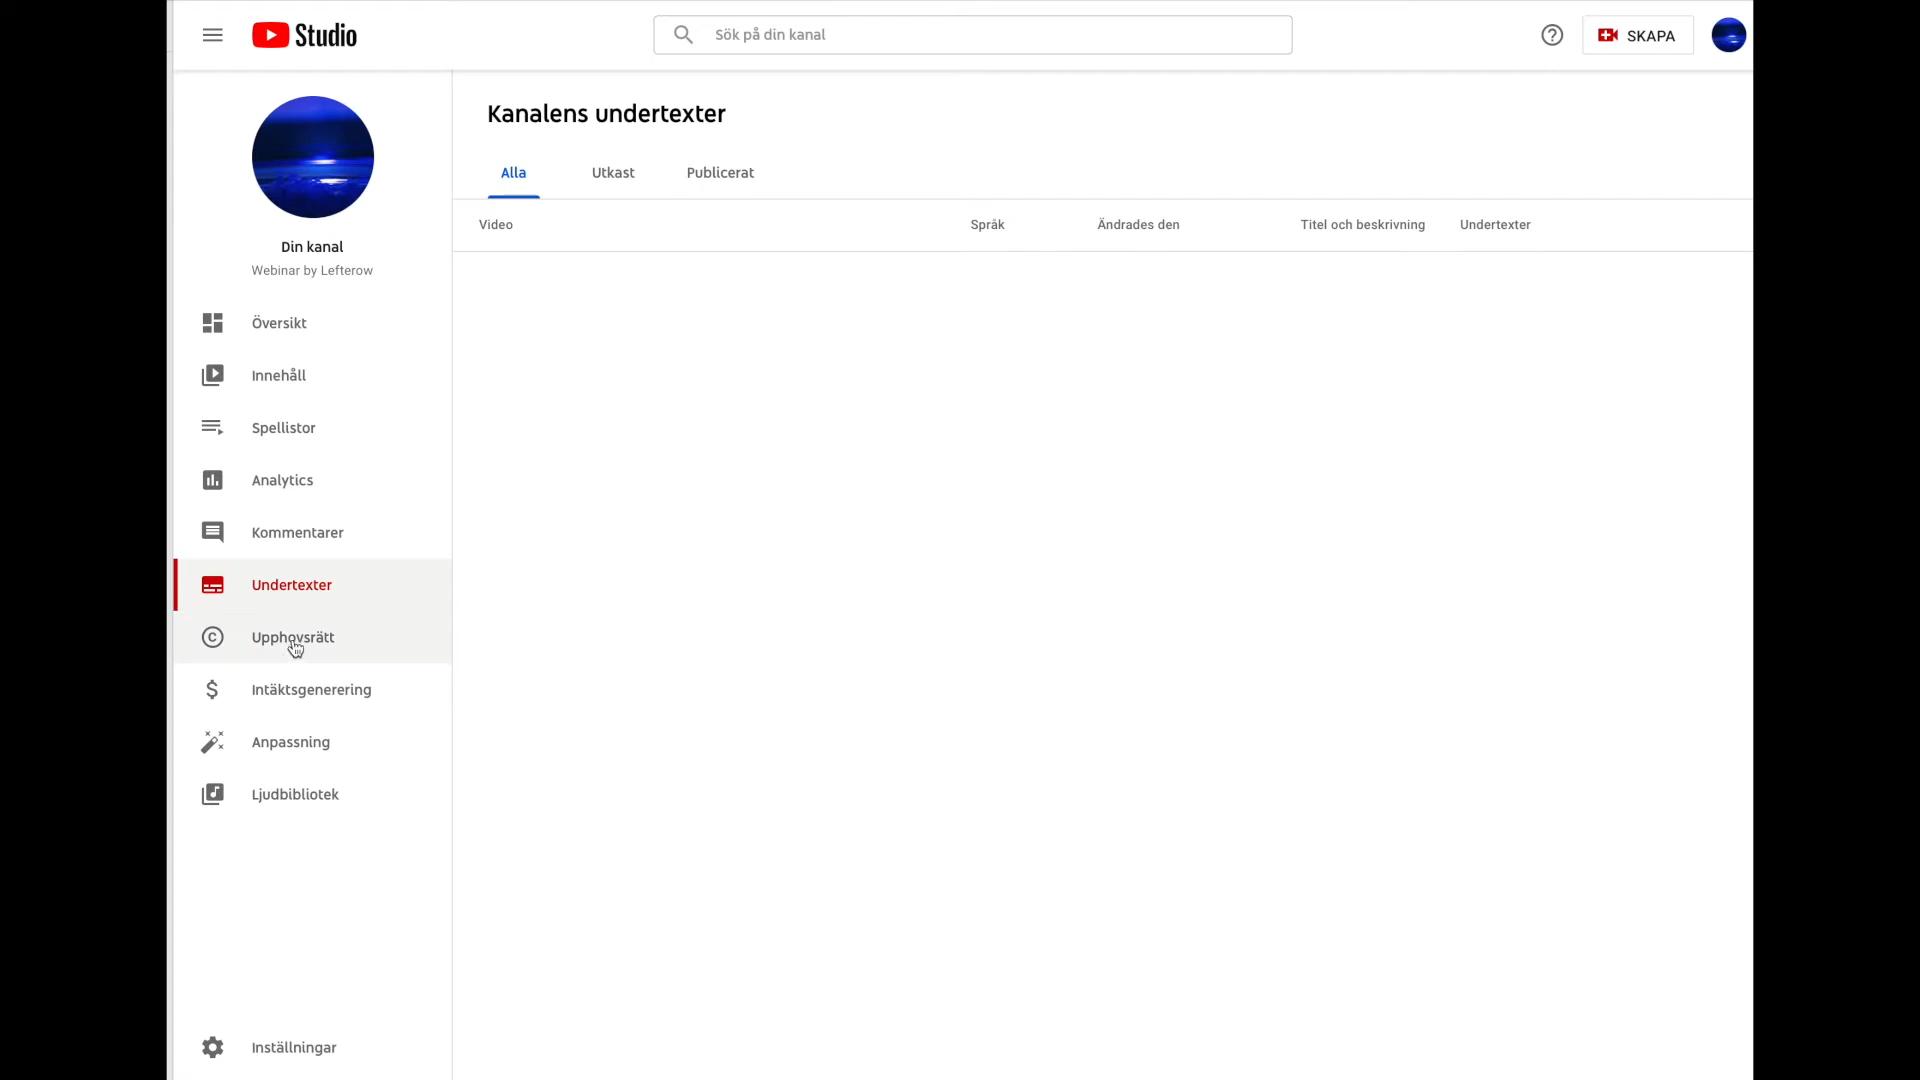 Studio
Sök på din kanal
SKAPA
Din kanal
Webinar by Lefterow
Översikt
Innehåll
Spellistor
Analytics
Kommentarer
Undertexter
Upphovsrätt
Intäktsgenerering
Anpassning
Ljudbibliotek
Inställningar
Kanalens undertexter
Alla Utkast Publicerat
Video Språk Ändrades den Titel och beskrivning Undertexter